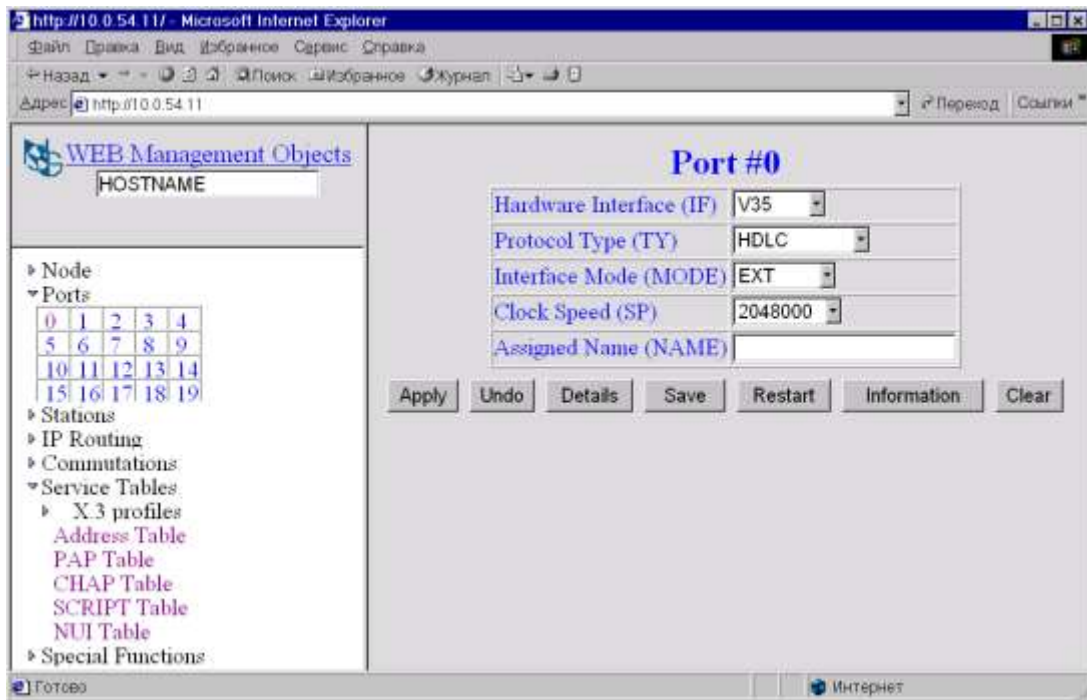 http://10.0.54.11/ - Microsoft Internet Explorer
Файл Правка Вид Избранное Сервис Справка
Назад Поиск Избранное Журнал
Адрес http://10.0.54.11 Переход Ссылки »
WEB Management Objects
HOSTNAME
Node
Ports
0 1 2 3 4
5 6 7 8 9
10 11 12 13 14
15 16 17 18 19
Stations
IP Routing
Commutations
Service Tables
X.3 profiles
Address Table
PAP Table
CHAP Table
SCRIPT Table
NUI Table
Special Functions
Port #0
Hardware Interface (IF) V35
Protocol Type (TY) HDLC
Interface Mode (MODE) EXT
Clock Speed (SP) 2048000
Assigned Name (NAME)
Apply Undo Details Save Restart Information Clear
Готово Интернет